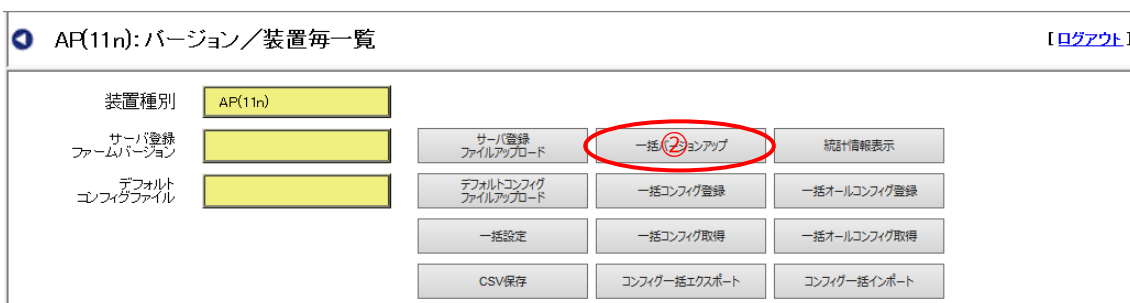 AP(11n):バージョン/装置毎一覧
[ログアウト]
装置種別
AP(11n)
サーバ登録
ファームバージョン
サーバ登録
ファイルアップロード
一括バージョンアップ
②
統計情報表示
デフォルト
コンフィグファイル
デフォルトコンフィグ
ファイルアップロード
一括コンフィグ登録
一括オールコンフィグ登録
一括設定
一括コンフィグ取得
一括オールコンフィグ取得
CSV保存
コンフィグ一括エクスポート
コンフィグ一括インポート